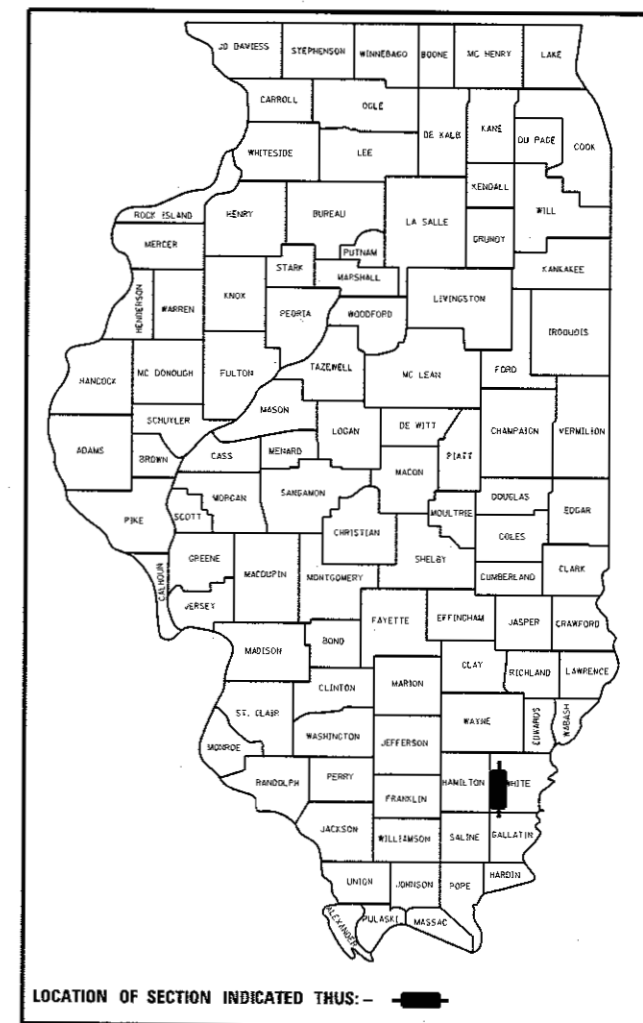 JO DAVIESS STEPHENSON WINNEBAGO BOONE MC HENRY LAKE
CARROLL OGLE DE KALB KANE DU PAGE COOK
WHITESIDE LEE
KENDALL WILL
ROCK ISLAND HENRY BUREAU LA SALLE GRUNDY
MERCER PUTNAM KANKAKEE
STARK MARSHALL
HENDERSON WARREN KNOX PEORIA WOODFORD LIVINGSTON IROQUOIS
HANCOCK MC DONOUGH FULTON TAZEWELL MC LEAN FORD
MASON
SCHUYLER LOGAN DE WITT CHAMPAIGN VERMILION
ADAMS BROWN CASS MENARD MACON PIATT
MORGAN SANGAMON DOUGLAS EDGAR
PIKE SCOTT CHRISTIAN MOULTRIE COLES
GREENE MACOUPIN MONTGOMERY SHELBY CUMBERLAND CLARK
CALHOUN JERSEY FAYETTE EFFINGHAM JASPER CRAWFORD
MADISON BOND
CLAY RICHLAND LAWRENCE
CLINTON MARION
ST. CLAIR WAYNE EDWARDS WABASH
MONROE WASHINGTON JEFFERSON
RANDOLPH PERRY HAMILTON WHITE
FRANKLIN
JACKSON WILLIAMSON SALINE GALLATIN
UNION JOHNSON POPE HARDIN
ALEXANDER PULASKI MASSAC
LOCATION OF SECTION INDICATED THUS:-